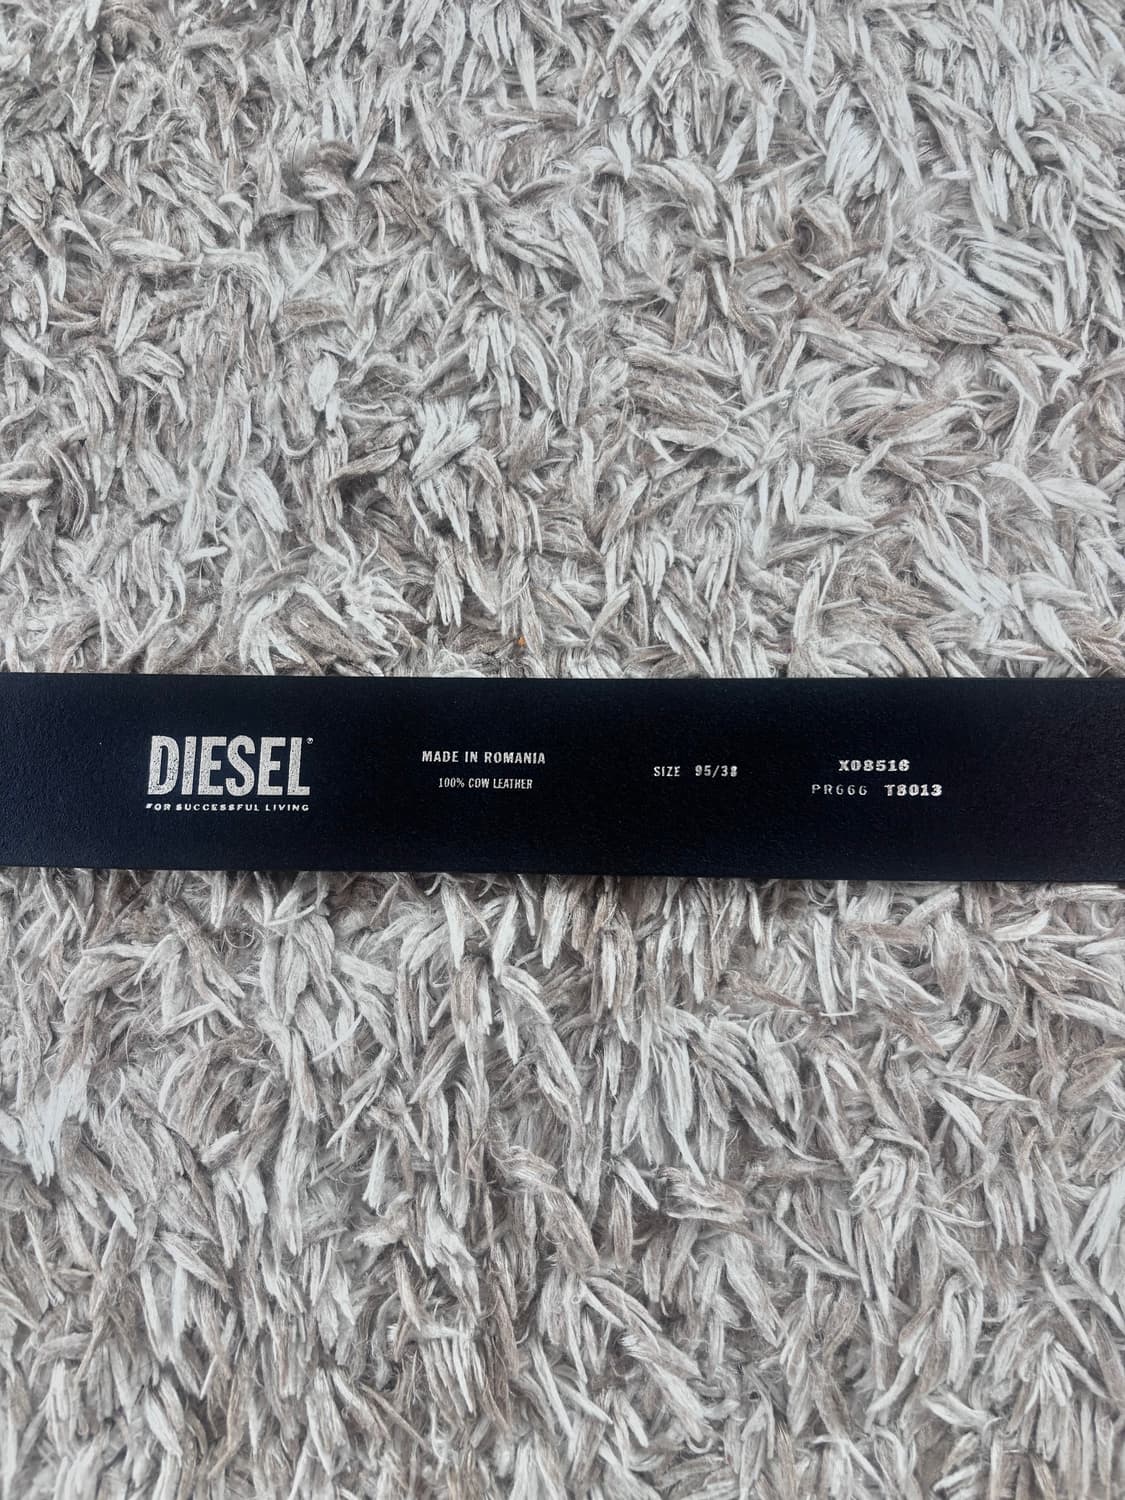 DIESEL®
FOR SUCCESSFUL LIVING
MADE IN ROMANIA
100% COW LEATHER
SIZE 95/38
X08516
PR666 T8013